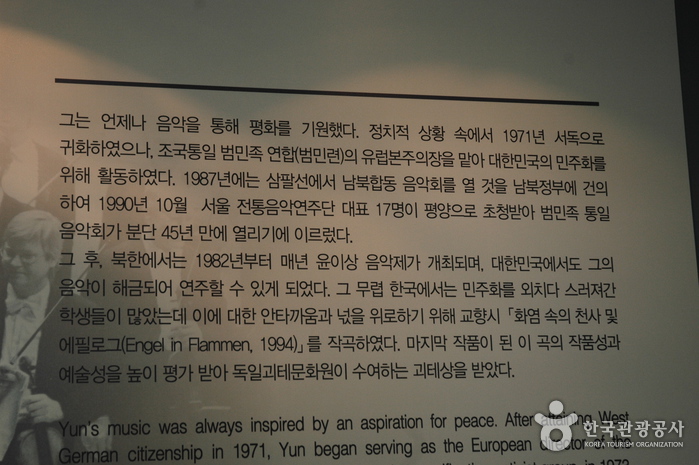 그는 언제나 음악을 통해 평화를 기원했다. 정치적 상황 속에서 1971년 서독으로
귀화하였으나, 조국통일 범민족 연합(범민련)의 유럽본부의장을 맡아 대한민국의 민주화를
위해 활동하였다. 1987년에는 삼팔선에서 남북합동 음악회를 열 것을 남북정부에 건의
하여 1990년 10월 서울 전통음악연주단 대표 17명이 평양으로 초청받아 범민족 통일
음악회가 분단 45년 만에 열리기에 이르렀다.
그 후, 북한에서는 1982년부터 매년 윤이상 음악제가 개최되며, 대한민국에서도 그의
음악이 해금되어 연주할 수 있게 되었다. 그 무렵 한국에서는 민주화를 외치다 스러져간
학생들이 많았는데 이에 대한 안타까움과 넋을 위로하기 위해 교향시 「화염 속의 천사 및
에필로그(Engel in Flammen, 1994)」를 작곡하였다. 마지막 작품이 된 이 곡의 작품성과
예술성을 높이 평가 받아 독일괴테문화원이 수여하는 괴테상을 받았다.
Yun's music was always inspired by an aspiration for peace. After West
German citizenship in 1971, Yun began serving as the European
한국관광공사
KOREA TOURISM ORGANIZATION